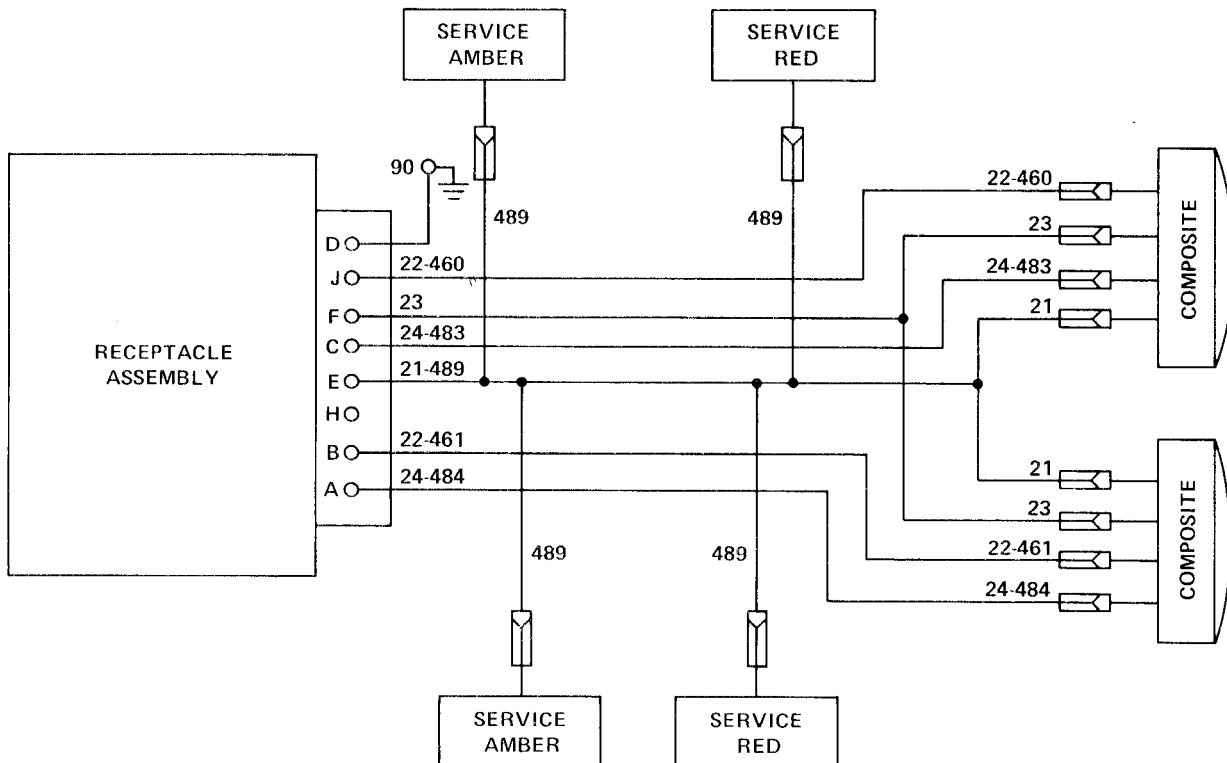 SERVICE
AMBER
SERVICE
RED
90
489
489
22-460
23
24-483
21
COMPOSITE
RECEPTACLE
ASSEMBLY
D
J
F
C
E
H
B
A
22-460
23
24-483
21-489
22-461
24-484
21
23
22-461
24-484
COMPOSITE
489
489
SERVICE
AMBER
SERVICE
RED